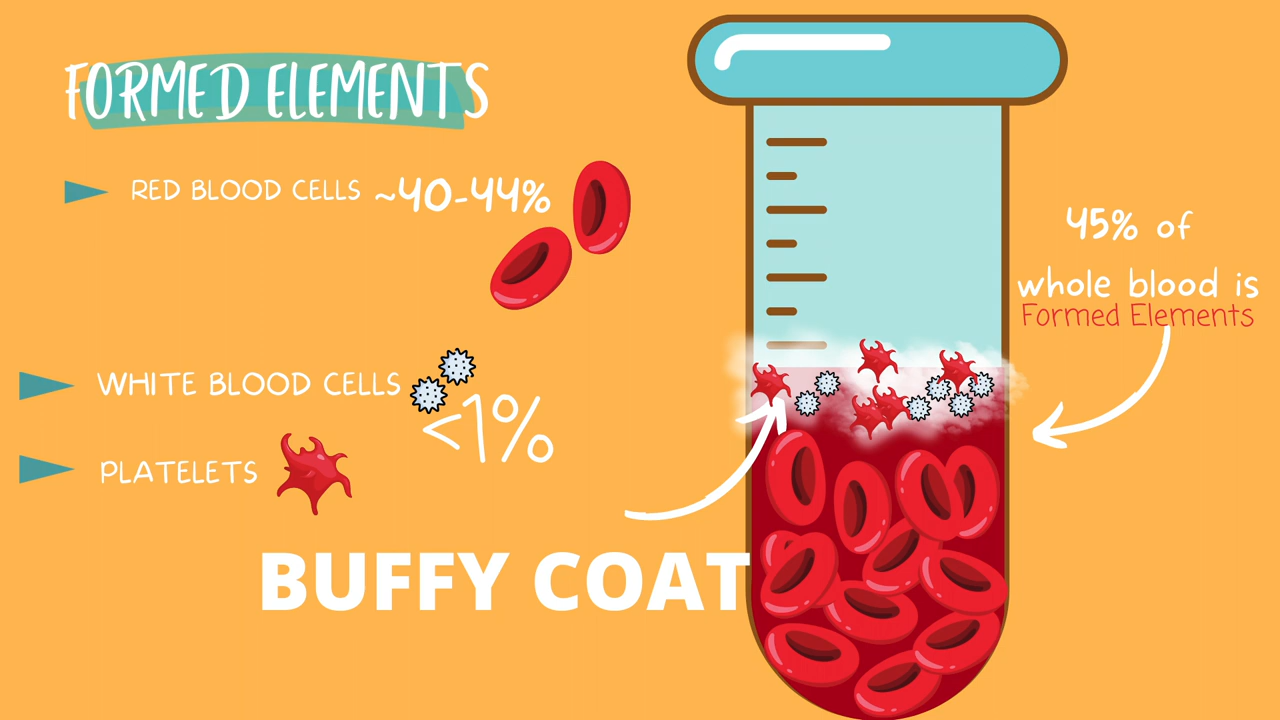 FORMED ELEMENTS
RED BLOOD CELLS ~40-44%
WHITE BLOOD CELLS
<1%
PLATELETS
BUFFY COAT
45% of
whole blood is
Formed Elements